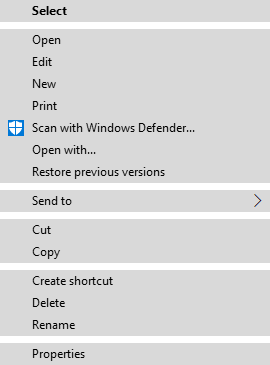 Select
Open
Edit
New
Print
Scan with Windows Defender...
Open with...
Restore previous versions
Send to
Cut
Copy
Create shortcut
Delete
Rename
Properties